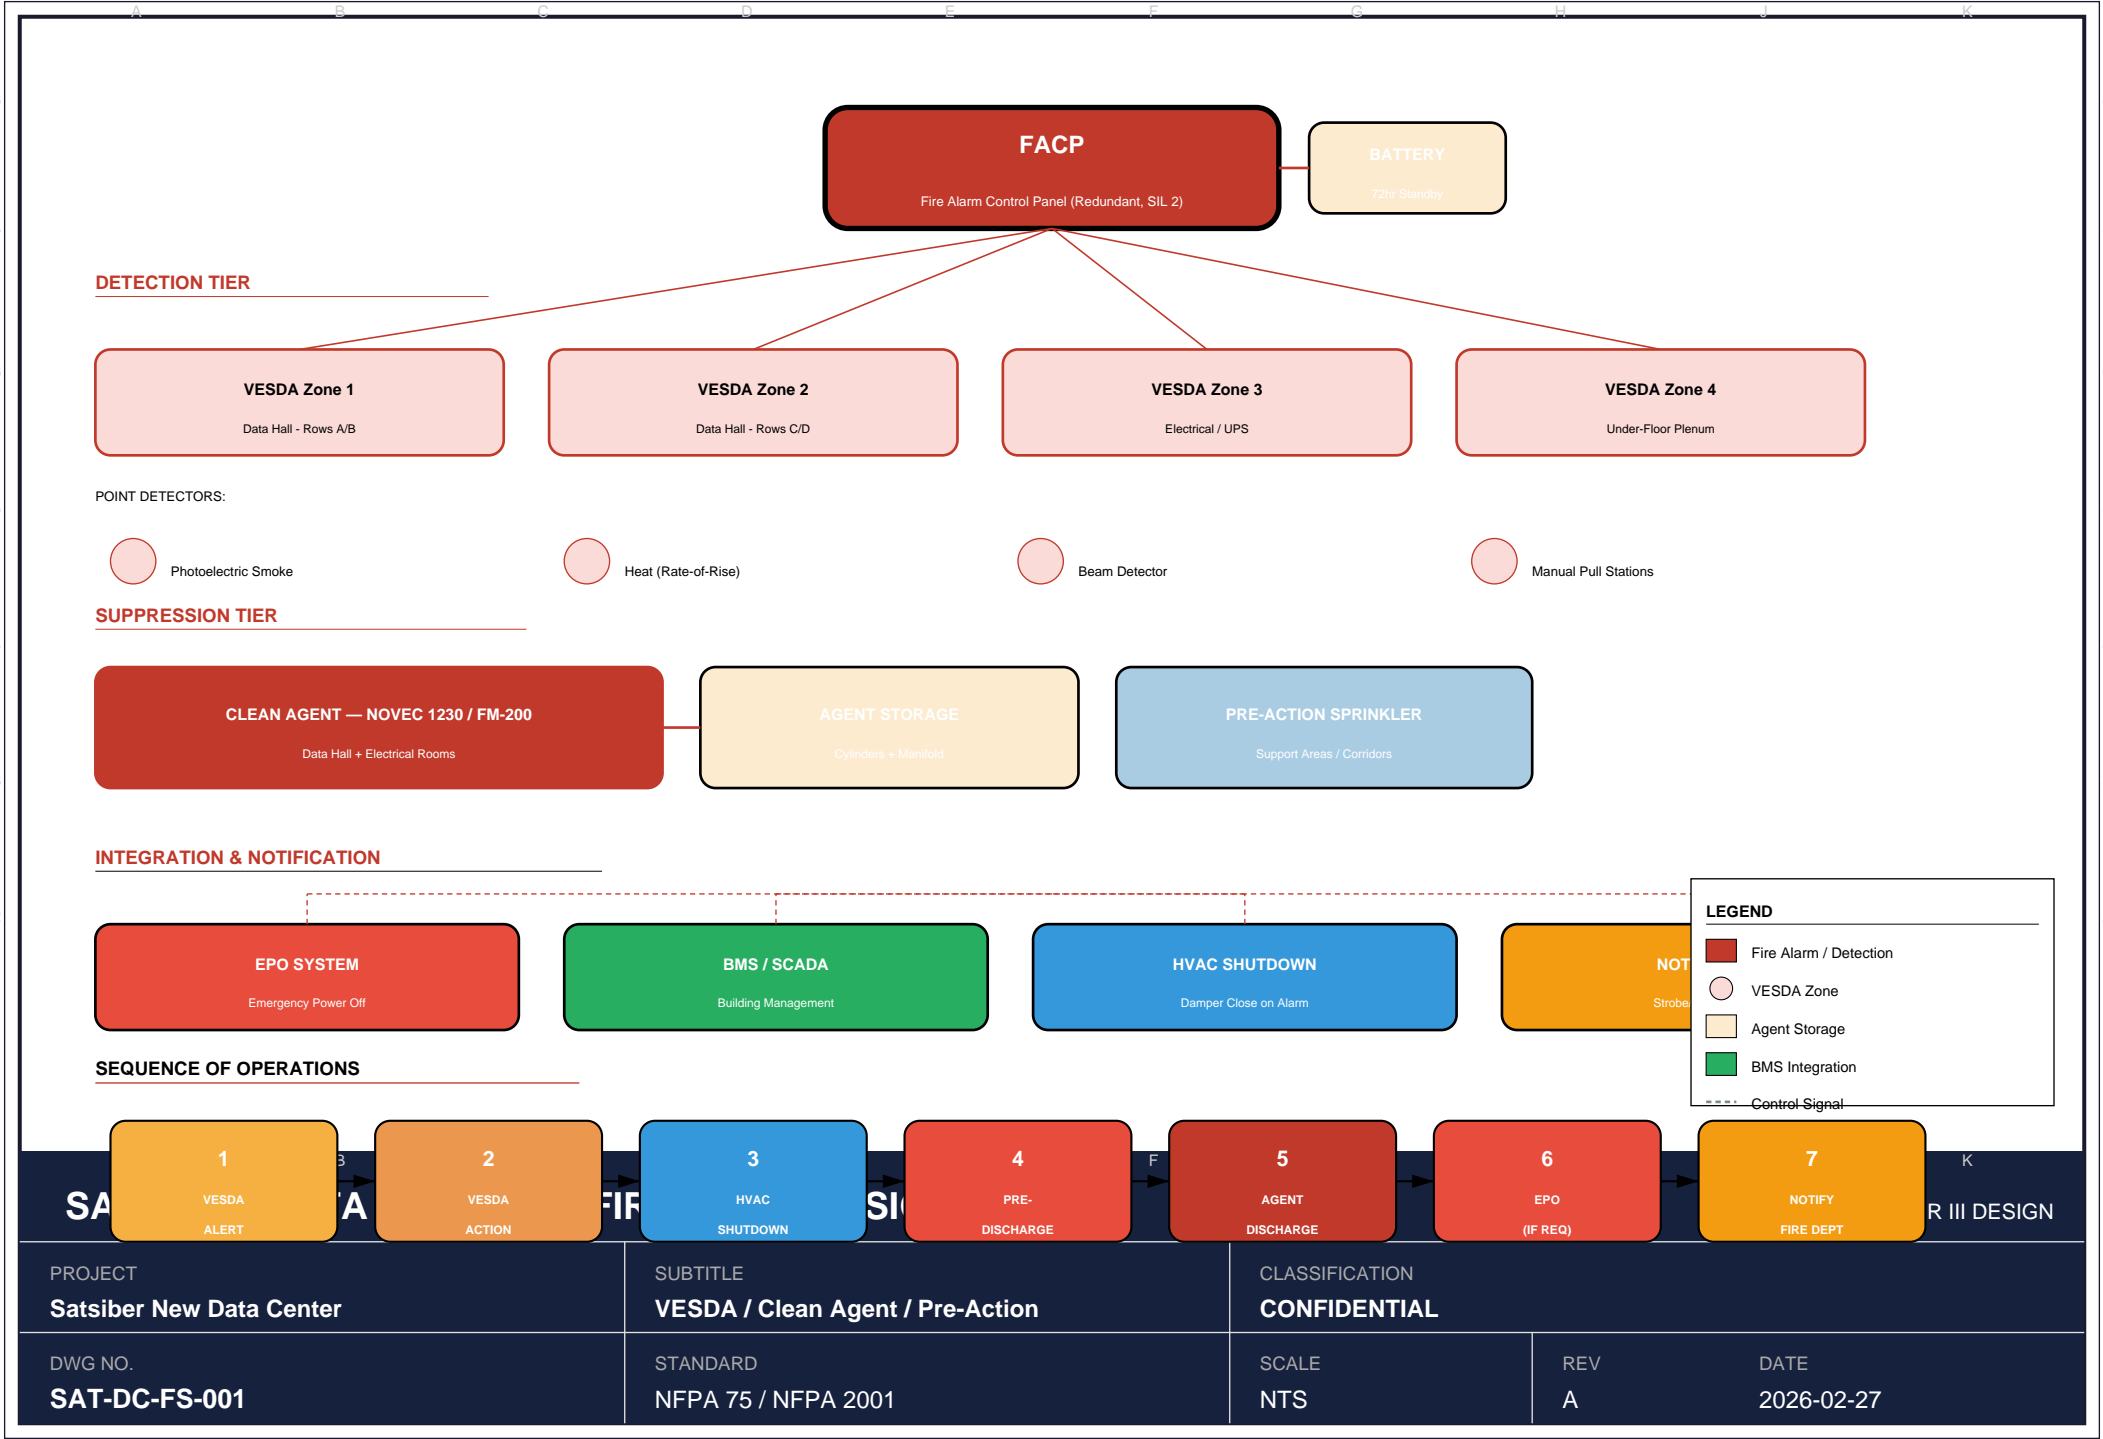 A B C D E F G H J K
FACP
Fire Alarm Control Panel (Redundant, SIL 2)
BATTERY
72hr Standby
DETECTION TIER
VESDA Zone 1
Data Hall - Rows A/B
VESDA Zone 2
Data Hall - Rows C/D
VESDA Zone 3
Electrical / UPS
VESDA Zone 4
Under-Floor Plenum
POINT DETECTORS:
Photoelectric Smoke
Heat (Rate-of-Rise)
Beam Detector
Manual Pull Stations
SUPPRESSION TIER
CLEAN AGENT — NOVEC 1230 / FM-200
Data Hall + Electrical Rooms
AGENT STORAGE
Cylinders + Manifold
PRE-ACTION SPRINKLER
Support Areas / Corridors
INTEGRATION & NOTIFICATION
EPO SYSTEM
Emergency Power Off
BMS / SCADA
Building Management
HVAC SHUTDOWN
Damper Close on Alarm
NOT
Strobe
LEGEND
Fire Alarm / Detection
VESDA Zone
Agent Storage
BMS Integration
Control Signal
SEQUENCE OF OPERATIONS
1
VESDA
ALERT
2
VESDA
ACTION
3
HVAC
SHUTDOWN
4
PRE-
DISCHARGE
5
AGENT
DISCHARGE
6
EPO
(IF REQ)
7
NOTIFY
FIRE DEPT
B F K
SA TA FIR SI R III DESIGN
PROJECT
Satsiber New Data Center
SUBTITLE
VESDA / Clean Agent / Pre-Action
CLASSIFICATION
CONFIDENTIAL
DWG NO.
SAT-DC-FS-001
STANDARD
NFPA 75 / NFPA 2001
SCALE
NTS
REV
A
DATE
2026-02-27